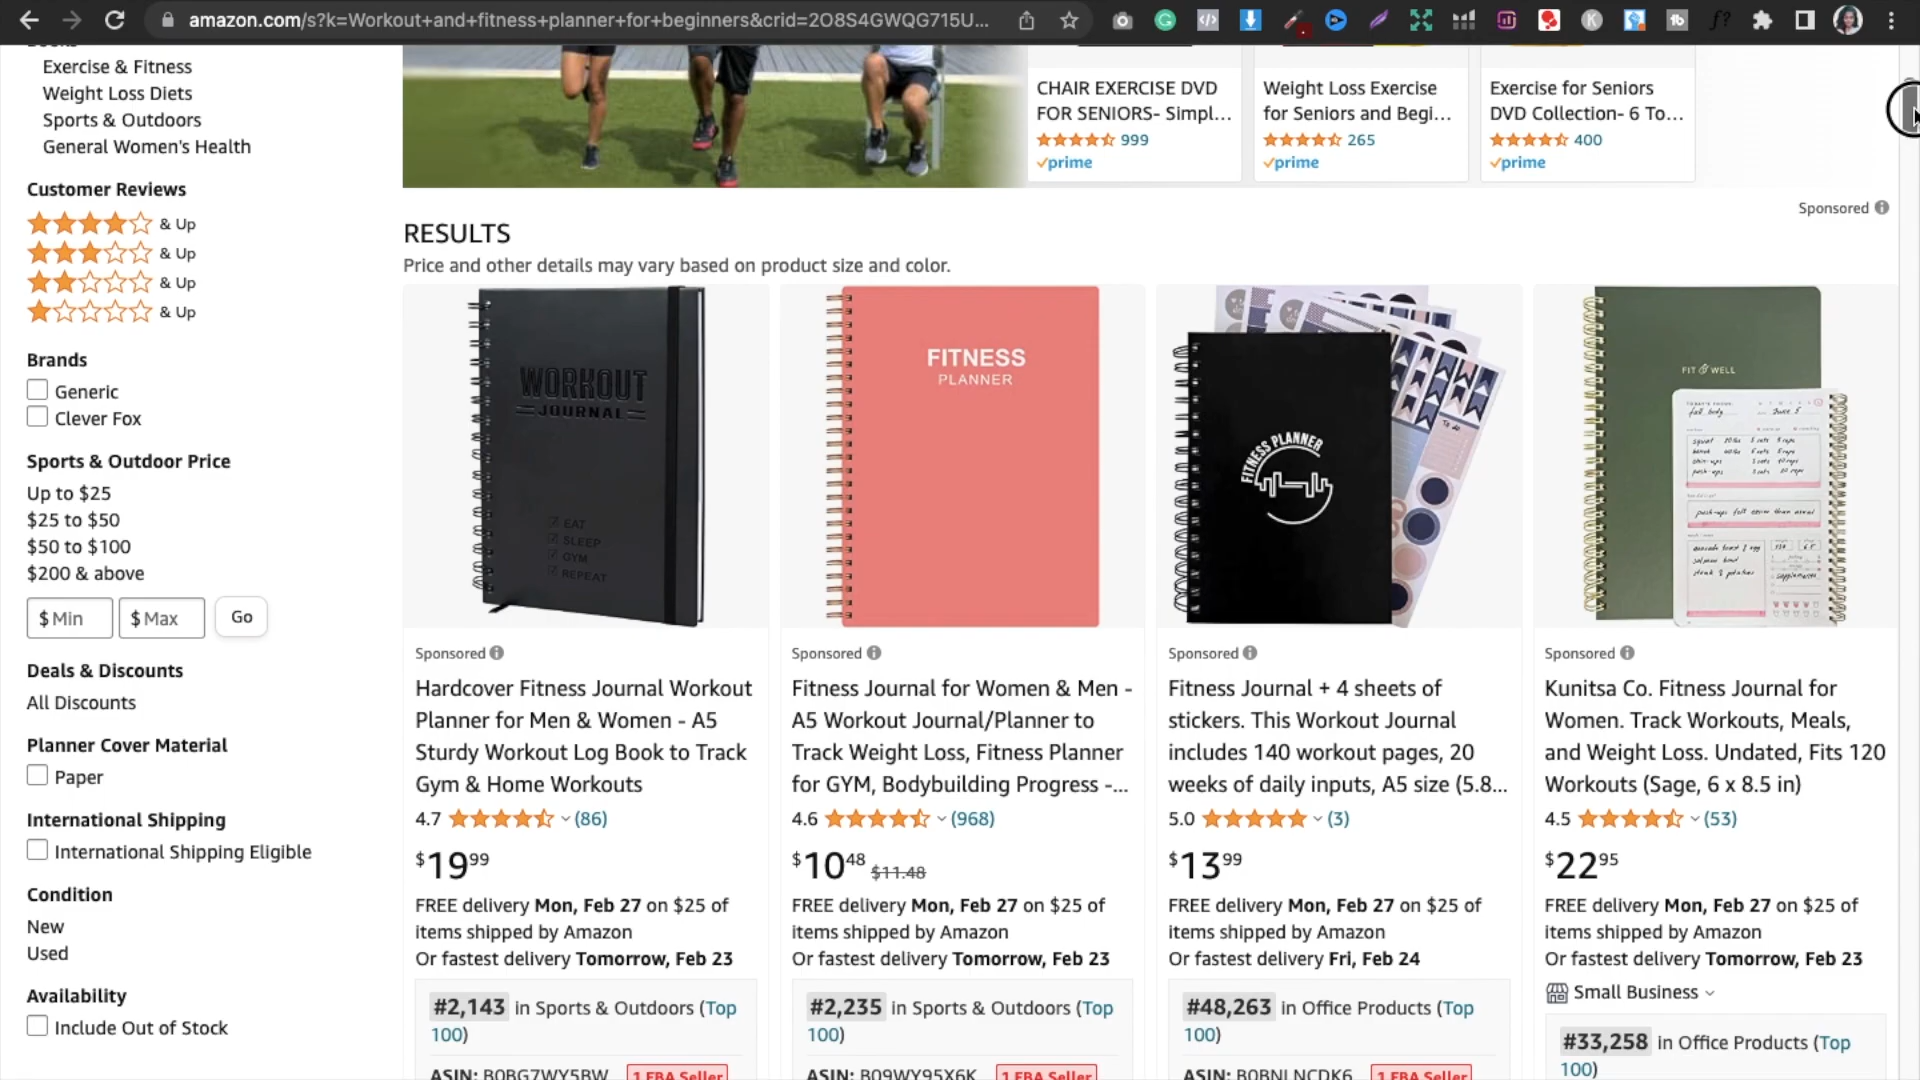 amazon.com/s?k=Workout+and+fitness+planner+for+beginners&crid=2O8S4GWQG715U...
Exercise & Fitness
Weight Loss Diets
Sports & Outdoors
General Women's Health
Customer Reviews
& Up
& Up
& Up
& Up
Brands
Generic
Clever Fox
Sports & Outdoor Price
Up to $25
$25 to $50
$50 to $100
$200 & above
$ Min $ Max Go
Deals & Discounts
All Discounts
Planner Cover Material
Paper
International Shipping
International Shipping Eligible
Condition
New
Used
Availability
Include Out of Stock
CHAIR EXERCISE DVD
FOR SENIORS- Simpl...
999
prime
Weight Loss Exercise
for Seniors and Begi...
265
prime
Exercise for Seniors
DVD Collection- 6 To...
400
prime
Sponsored
RESULTS
Price and other details may vary based on product size and color.
WORKOUT
JOURNAL
EAT
SLEEP
GYM
REPEAT
Sponsored
Hardcover Fitness Journal Workout
Planner for Men & Women - A5
Sturdy Workout Log Book to Track
Gym & Home Workouts
4.7 (86)
$19.99
FREE delivery Mon, Feb 27 on $25 of
items shipped by Amazon
Or fastest delivery Tomorrow, Feb 23
#2,143 in Sports & Outdoors (Top
100)
ASIN: B0BG7WY5BW 1 FBA Seller
FITNESS
PLANNER
Sponsored
Fitness Journal for Women & Men -
A5 Workout Journal/Planner to
Track Weight Loss, Fitness Planner
for GYM, Bodybuilding Progress -...
4.6 (968)
$10.48 $11.48
FREE delivery Mon, Feb 27 on $25 of
items shipped by Amazon
Or fastest delivery Tomorrow, Feb 23
#2,235 in Sports & Outdoors (Top
100)
ASIN: B09WY95X6K 1 FBA Seller
FITNESS PLANNER
To do
Sponsored
Fitness Journal + 4 sheets of
stickers. This Workout Journal
includes 140 workout pages, 20
weeks of daily inputs, A5 size (5.8...
5.0 (3)
$13.99
FREE delivery Mon, Feb 27 on $25 of
items shipped by Amazon
Or fastest delivery Fri, Feb 24
#48,263 in Office Products (Top
100)
ASIN: B0BNLNCDK6 1 FBA Seller
FIT & WELL
full body June 5
push-ups felt easier than usual
salmon bowl
steak & potatoes
Sponsored
Kunitsa Co. Fitness Journal for
Women. Track Workouts, Meals,
and Weight Loss. Undated, Fits 120
Workouts (Sage, 6 x 8.5 in)
4.5 (53)
$22.95
FREE delivery Mon, Feb 27 on $25 of
items shipped by Amazon
Or fastest delivery Tomorrow, Feb 23
Small Business
#33,258 in Office Products (Top
100)